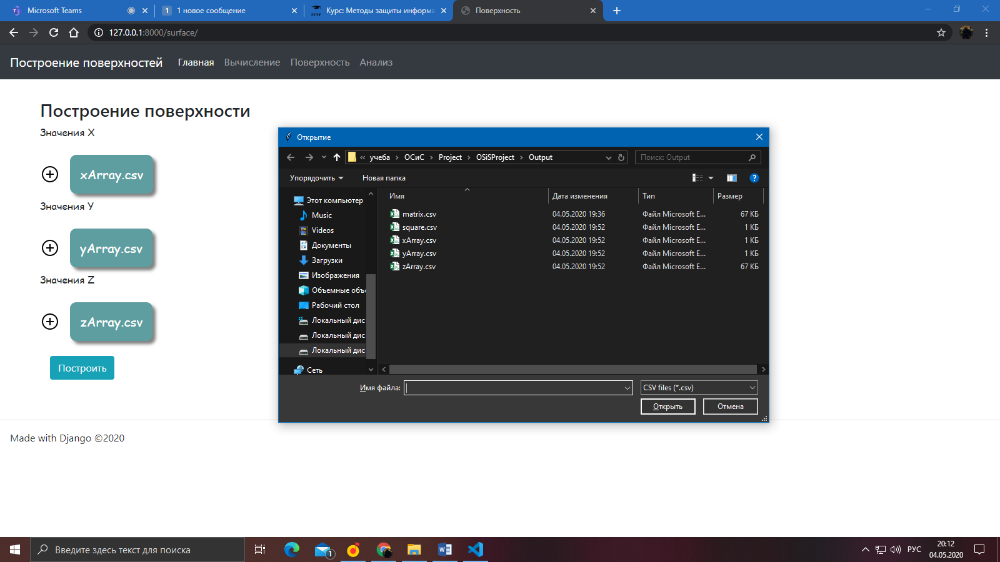 Microsoft Teams
1
1 новое сообщение
Курс: Методы защиты информа
Поверхность
127.0.0.1:8000/surface/
Построение поверхностей
Главная
Вычисление
Поверхность
Анализ
Построение поверхности
Значения X
xArray.csv
Значения Y
yArray.csv
Значения Z
zArray.csv
Построить
Made with Django ©2020
Открытие
« учеба › ОСиС › Project › OSiSProject › Output
Поиск: Output
Упорядочить
Новая папка
?
Этот компьютер
Music
Videos
Документы
Загрузки
Изображения
Объемные объ
Рабочий стол
Локальный дис
Локальный дис
Локальный дис
Сеть
Имя Дата изменения Тип Размер
matrix.csv 04.05.2020 19:36 Файл Microsoft E... 67 КБ
square.csv 04.05.2020 19:52 Файл Microsoft E... 1 КБ
xArray.csv 04.05.2020 19:52 Файл Microsoft E... 1 КБ
yArray.csv 04.05.2020 19:52 Файл Microsoft E... 1 КБ
zArray.csv 04.05.2020 19:52 Файл Microsoft E... 67 КБ
Имя файла:
CSV files (*.csv)
Открыть
Отмена
Введите здесь текст для поиска
1
РУС
20:12
04.05.2020